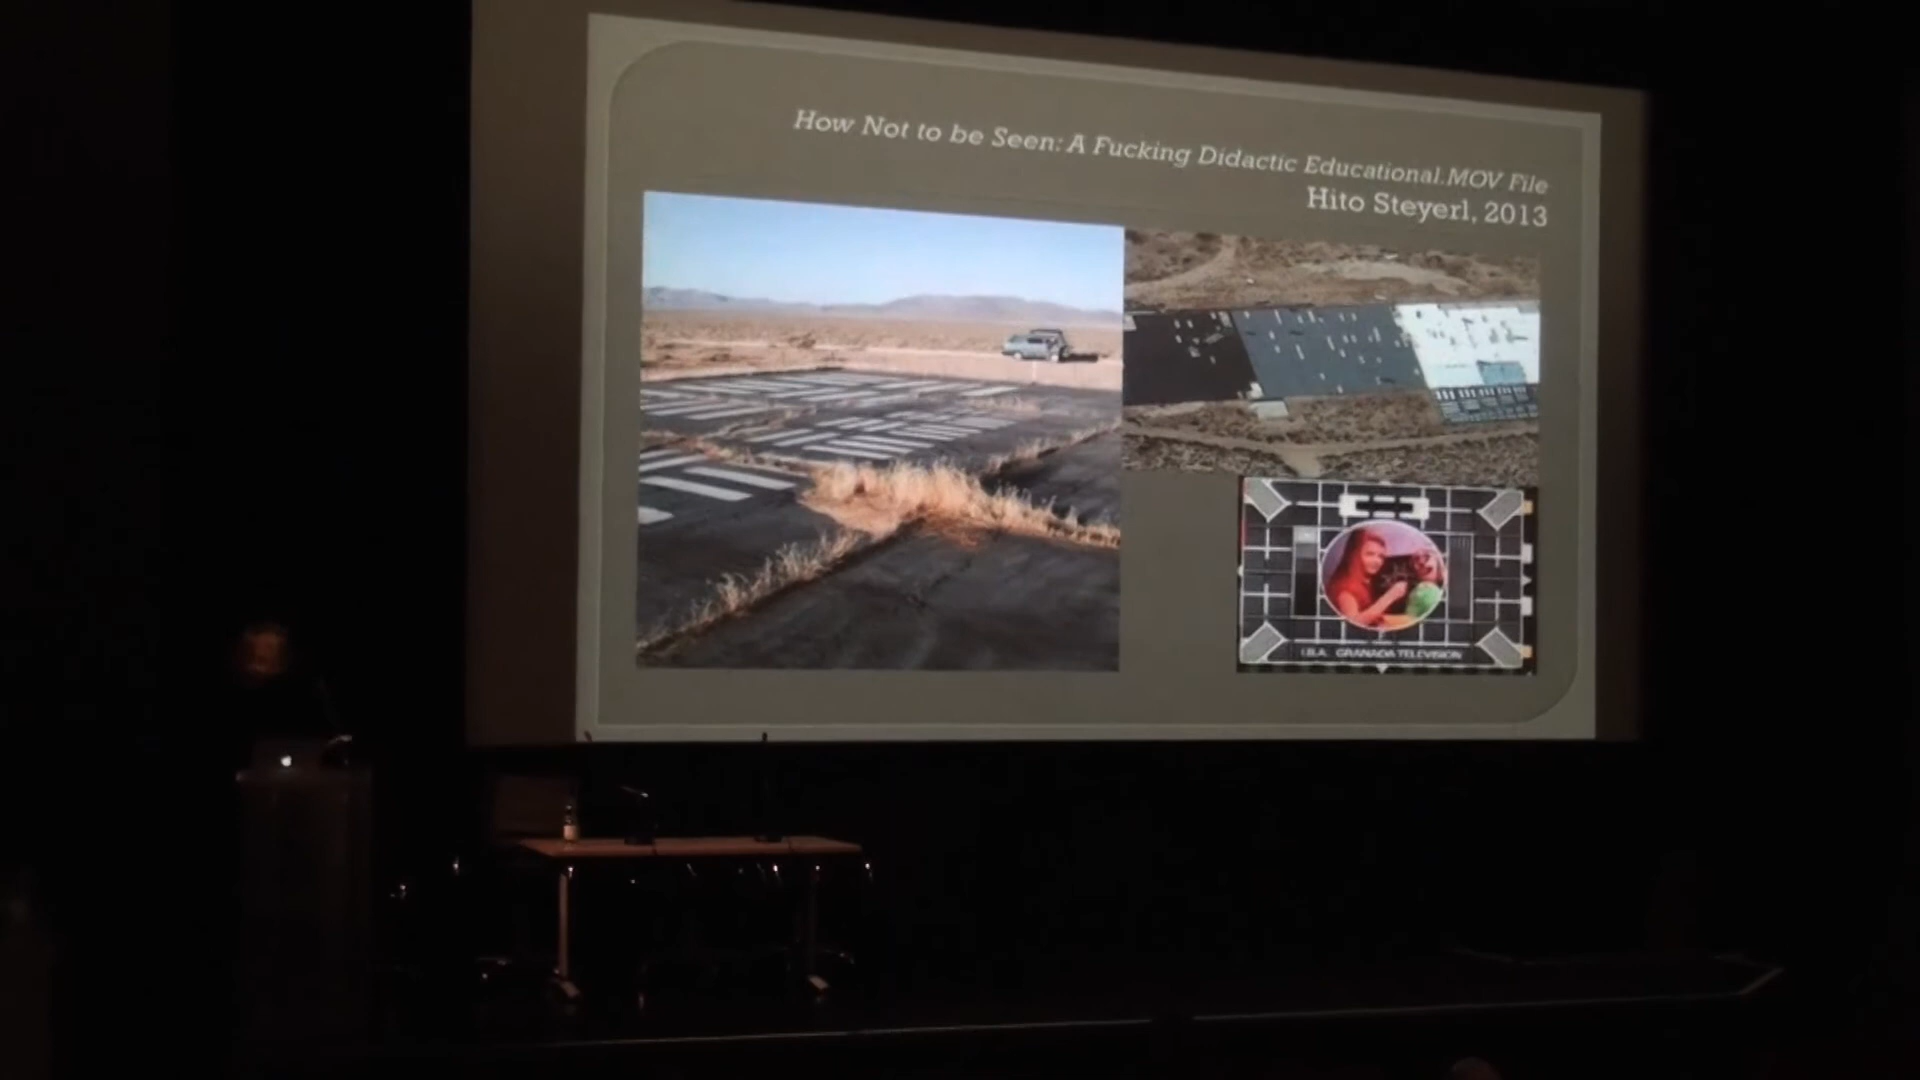 How Not to be Seen: A Fucking Didactic Educational.MOV File
Hito Steyerl, 2013
I.B.A. GRANADA TELEVISION